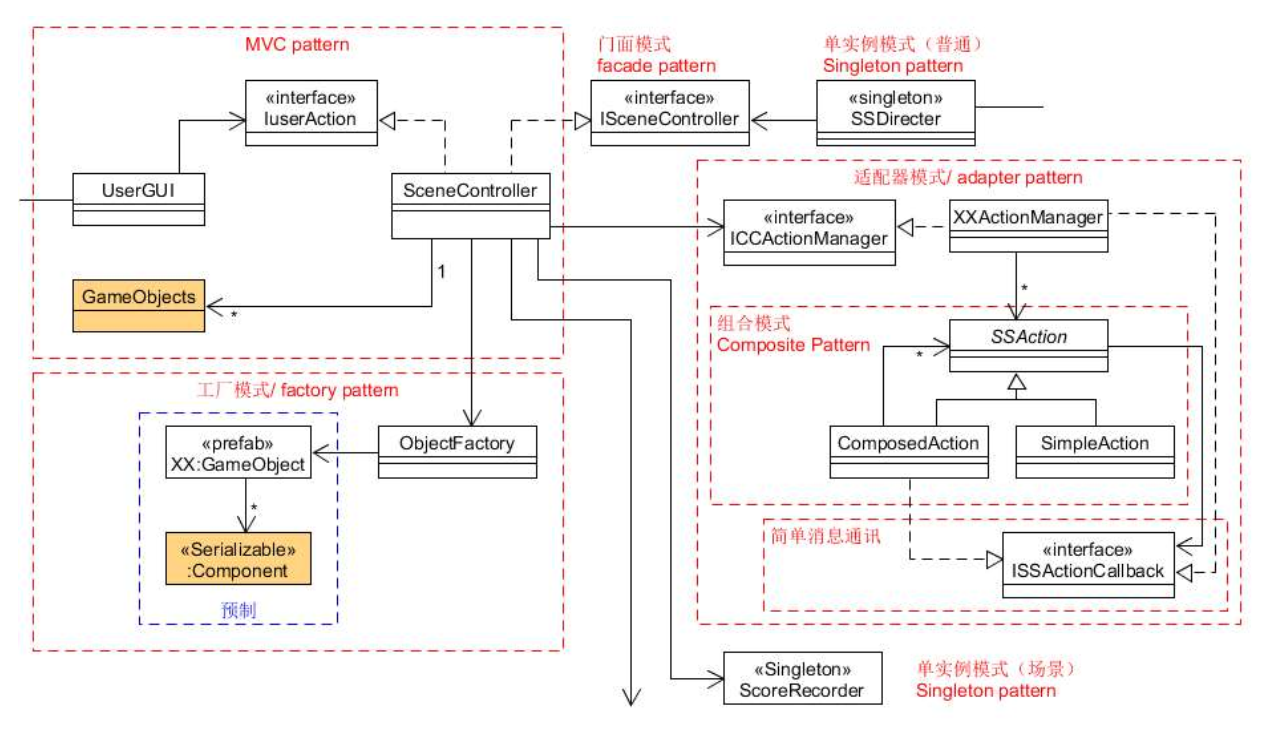 MVC pattern
«interface»
IuserAction
UserGUI
SceneController
GameObjects
1
*
门面模式
facade pattern
«interface»
ISceneController
单实例模式（普通）
Singleton pattern
«singleton»
SSDirecter
适配器模式/ adapter pattern
«interface»
ICCActionManager
XXActionManager
*
组合模式
Composite Pattern
SSAction
*
ComposedAction
SimpleAction
简单消息通讯
«interface»
ISSActionCallback
工厂模式/ factory pattern
«prefab»
XX:GameObject
ObjectFactory
*
«Serializable»
:Component
预制
«Singleton»
ScoreRecorder
单实例模式（场景）
Singleton pattern